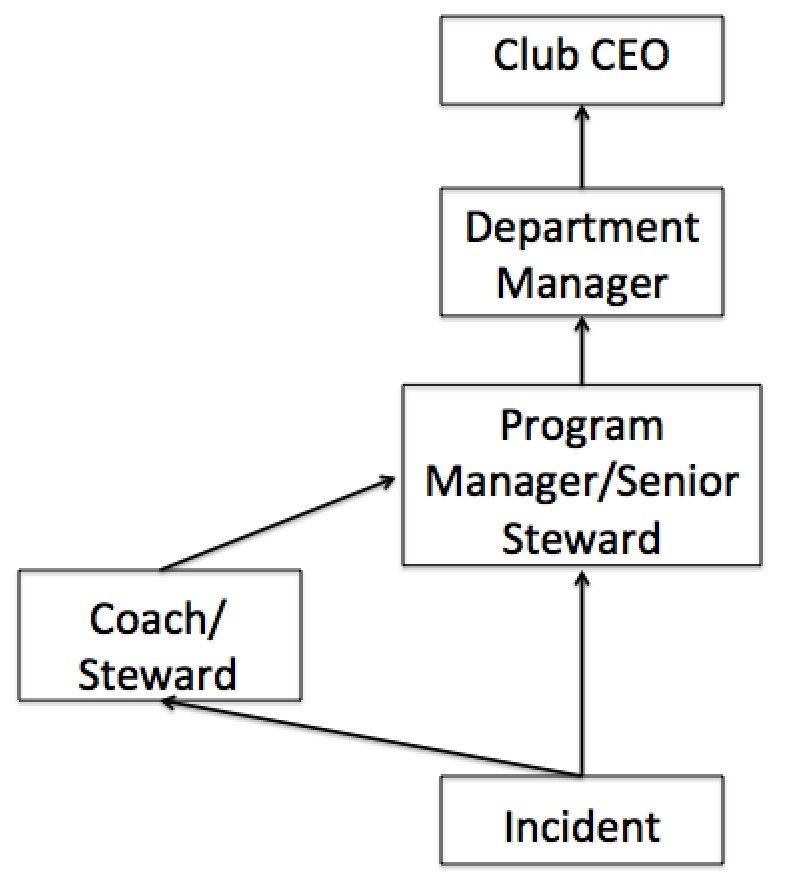 Club CEO
Department
Manager
Program
Manager/Senior
Steward
Coach/
Steward
Incident